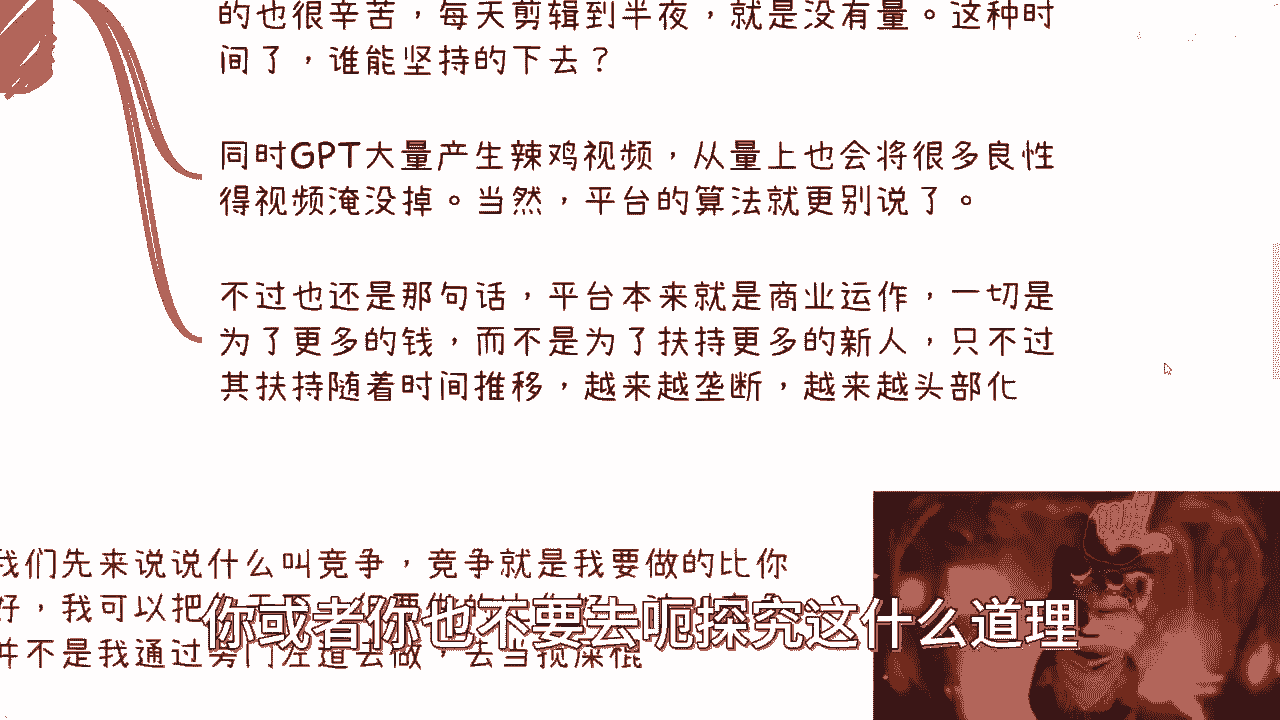 的也很辛苦，每天剪辑到半夜，就是没有量。这种时
间了，谁能坚持的下去？
同时GPT大量产生辣鸡视频，从量上也会将很多良性
得视频淹没掉。当然，平台的算法就更别说了。
不过也还是那句话，平台本来就是商业运作，一切是
为了更多的钱，而不是为了扶持更多的新人，只不过
其扶持随着时间推移，越来越垄断，越来越头部化
我们先来说说什么叫竞争，竞争就是我要做的比你
好，我可以把
你或者你也不要去呃探究这什么道理
并不是我通过旁门左道去做，去当搅屎棍